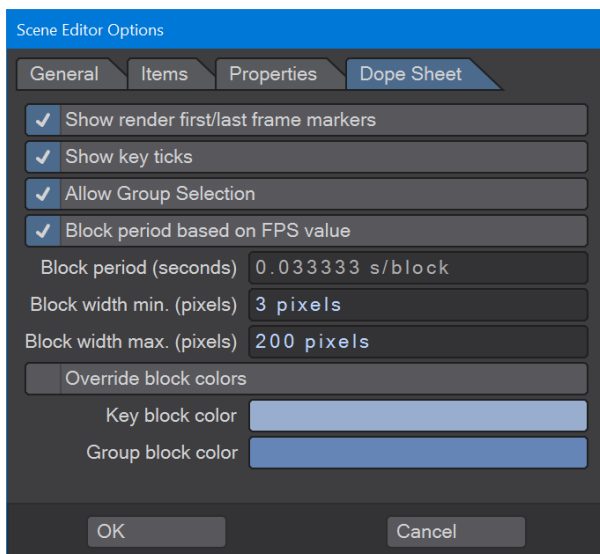 Scene Editor Options
General Items Properties Dope Sheet
Show render first/last frame markers
Show key ticks
Allow Group Selection
Block period based on FPS value
Block period (seconds) 0.033333 s/block
Block width min. (pixels) 3 pixels
Block width max. (pixels) 200 pixels
Override block colors
Key block color
Group block color
OK Cancel